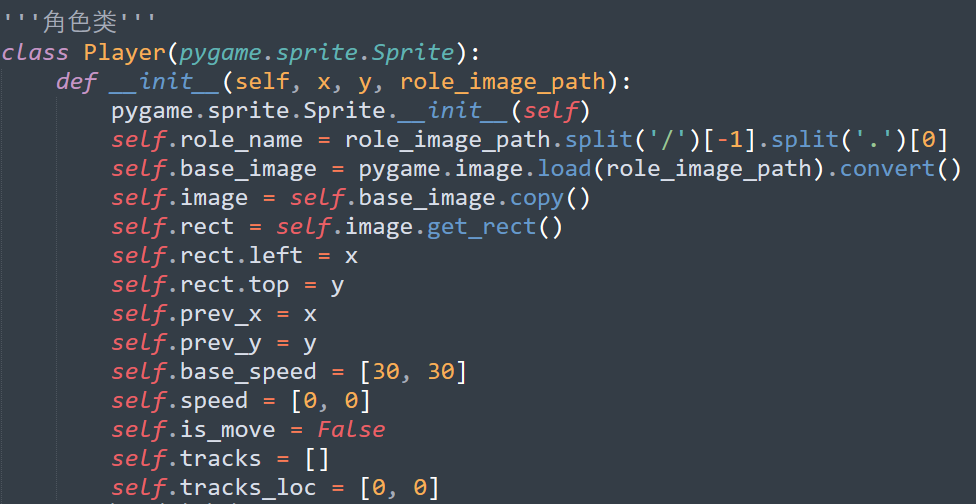 '''角色类'''
class Player(pygame.sprite.Sprite):
    def __init__(self, x, y, role_image_path):
        pygame.sprite.Sprite.__init__(self)
        self.role_name = role_image_path.split('/')[-1].split('.')[0]
        self.base_image = pygame.image.load(role_image_path).convert()
        self.image = self.base_image.copy()
        self.rect = self.image.get_rect()
        self.rect.left = x
        self.rect.top = y
        self.prev_x = x
        self.prev_y = y
        self.base_speed = [30, 30]
        self.speed = [0, 0]
        self.is_move = False
        self.tracks = []
        self.tracks_loc = [0, 0]